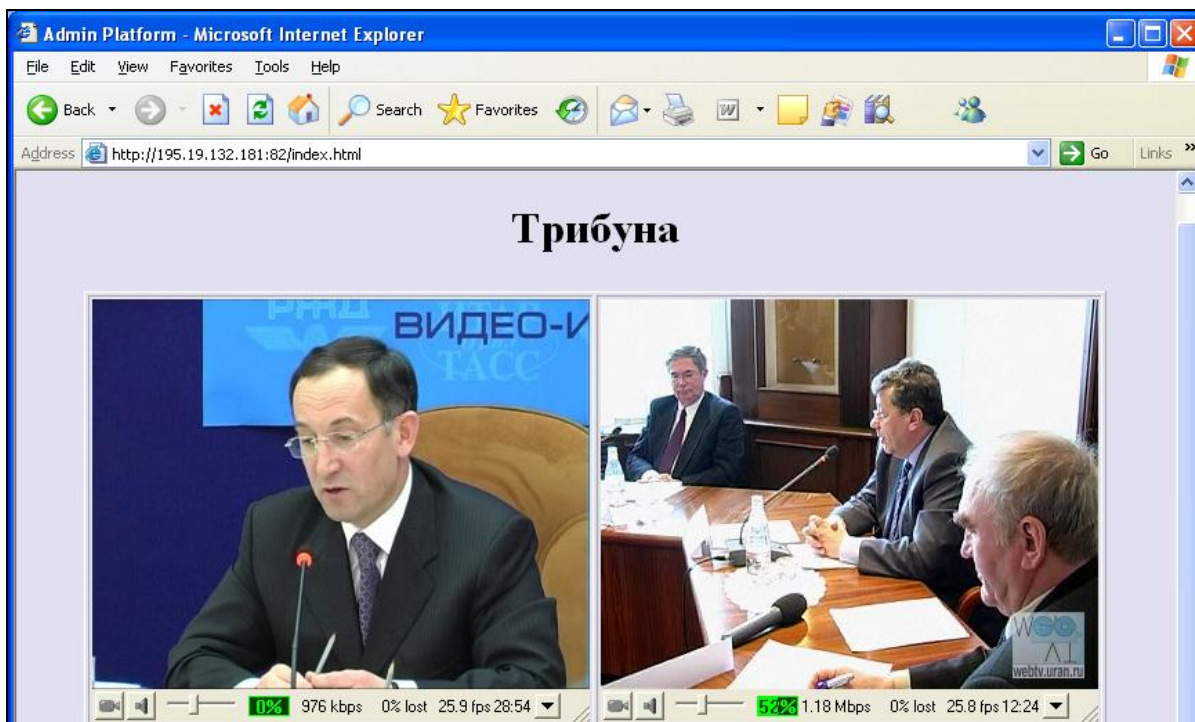 Admin Platform - Microsoft Internet Explorer
File Edit View Favorites Tools Help
Back Search Favorites W
Address http://195.19.132.181:82/index.html Go Links »
Трибуна
РЖД ИТАР
ВИДЕО-И
ТАСС
webtv.uran.ru
0% 976 kbps 0% lost 25.9 fps 28:54
52% 1.18 Mbps 0% lost 25.8 fps 12:24